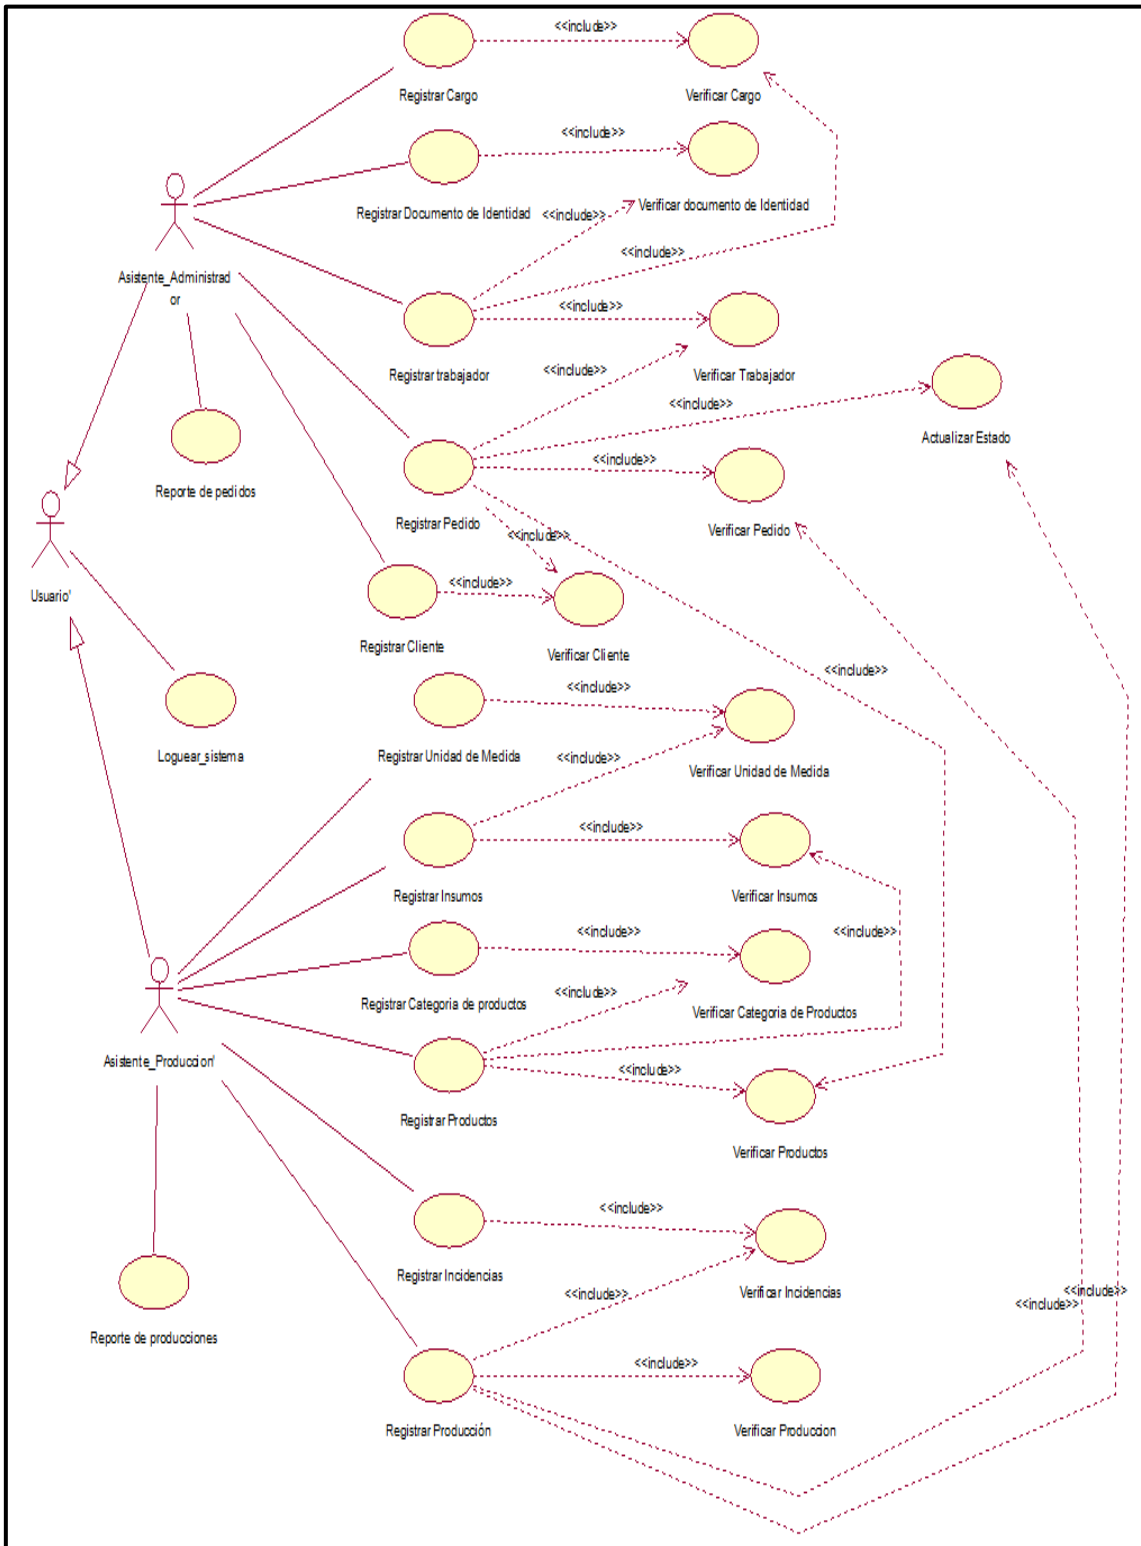 <<include>>
Registrar Cargo
Verificar Cargo
<<include>>
Registrar Documento de Identidad
Verificar documento de Identidad
<<include>>
<<include>>
Asistente_Administrad
or
<<include>>
Registrar trabajador
Verificar Trabajador
<<include>>
<<include>>
Actualizar Estado
<<include>>
Reporte de pedidos
Registrar Pedido
Verificar Pedido
<<include>>
Usuario'
<<include>>
Registrar Cliente
Verificar Cliente
<<include>>
<<include>>
Loguear_sistema
Registrar Unidad de Medida
<<include>>
Verificar Unidad de Medida
<<include>>
Registrar Insumos
Verificar Insumos
<<include>>
<<include>>
<<include>>
Registrar Categoria de productos
Verificar Categoria de Productos
Asistente_Produccion'
<<include>>
Registrar Productos
Verificar Productos
<<include>>
Registrar Incidencias
<<include>>
Verificar Incidencias
<<include>>
<<include>>
Reporte de producciones
<<include>>
Registrar Producción
Verificar Produccion